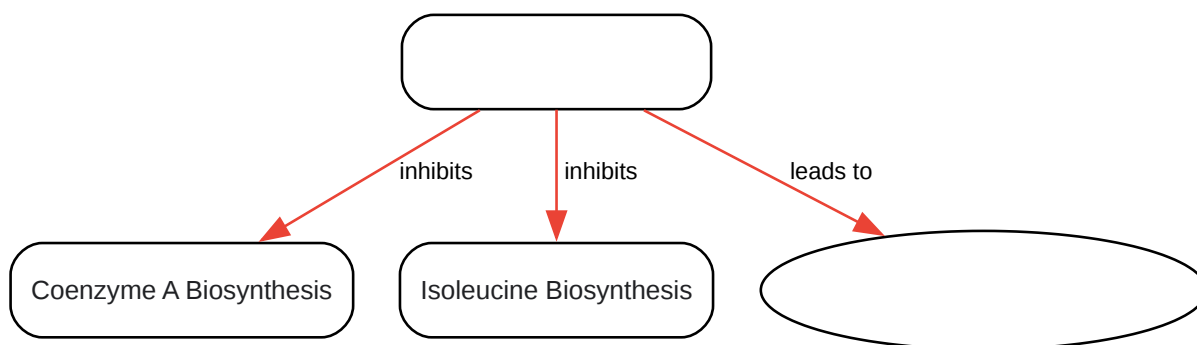 inhibits
inhibits
leads to
Coenzyme A Biosynthesis
Isoleucine Biosynthesis